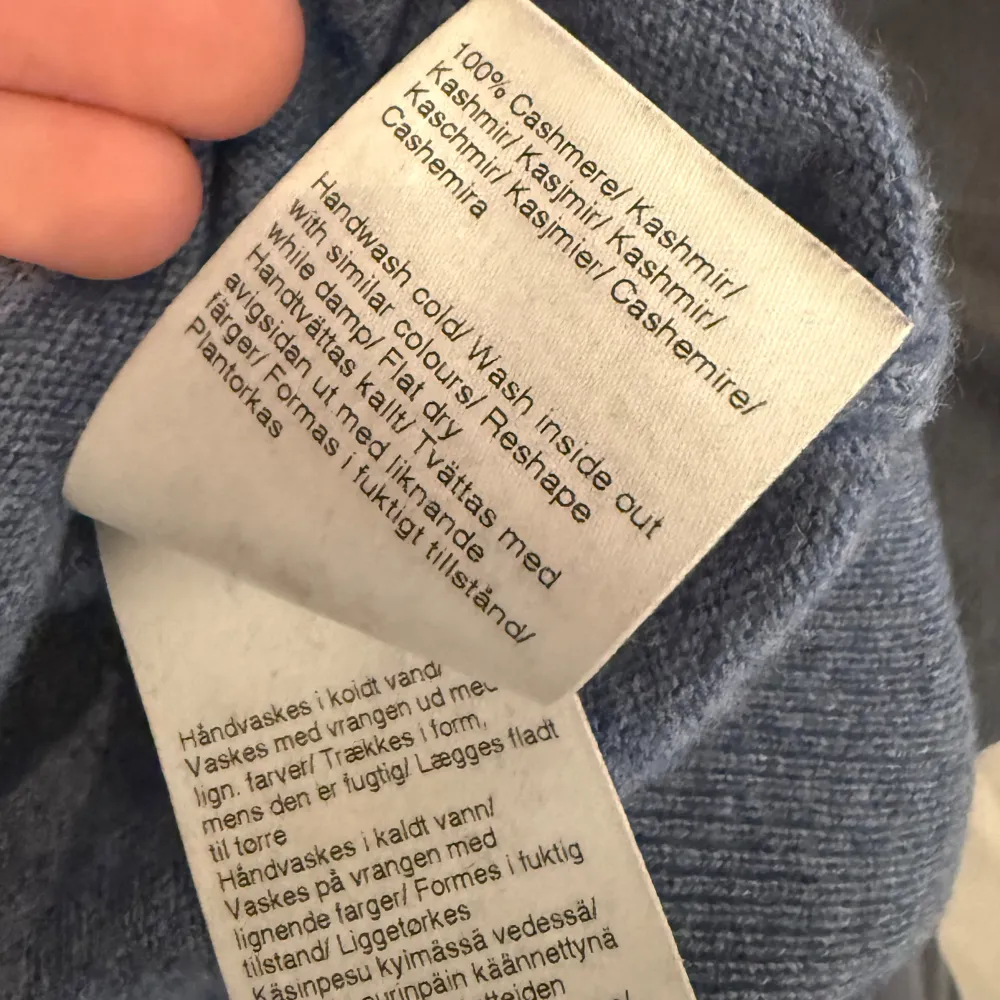 100% Cashmere/ Kashmir/
Kashmir/ Kasjmir/ Kashmir/
Kaschmir/ Kasjmier/ Cashemire/
Cashemira
Handwash cold/ Wash inside out
with similar colours/ Reshape
while damp/ Flat dry
Handtvättas kallt/ Tvättas med
avigsidan ut med liknande
färger/ Formas i fuktigt tillstånd/
Plantorkas
Håndvaskes i koldt vand/
Vaskes med vrangen ud med
lign. farver/ Trækkes i form,
mens den er fugtig/ Lægges fladt
til tørre
Håndvaskes i kaldt vann/
Vaskes på vrangen med
lignende farger/ Formes i fuktig
tilstand/ Liggetørkes
Käsinpesu kylmässä vedessä/
nurinpäin käännettynä